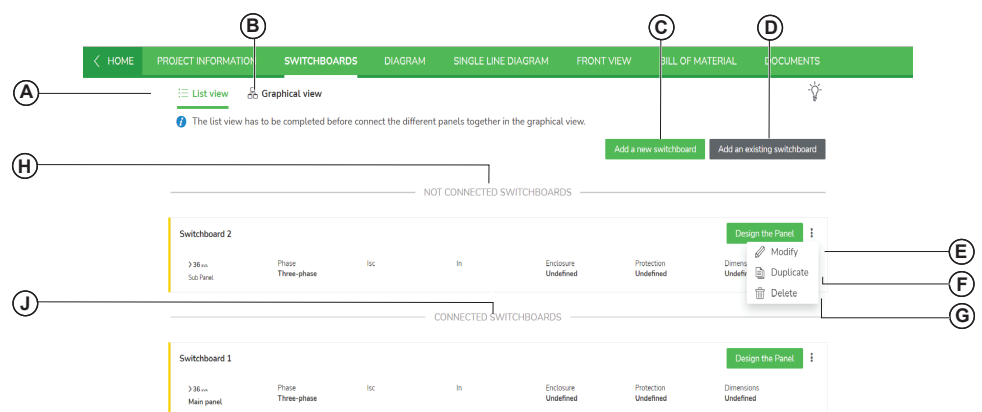 B
C
D
HOME PROJECT INFORMATION SWITCHBOARDS DIAGRAM SINGLE LINE DIAGRAM FRONT VIEW BILL OF MATERIAL DOCUMENTS
A
List view Graphical view
The list view has to be completed before connect the different panels together in the graphical view.
Add a new switchboard Add an existing switchboard
H
NOT CONNECTED SWITCHBOARDS
Switchboard 2 Design the Panel
Modify E
36 Phase Isc In Enclosure Protection Dimens
Sub Panel Three-phase Undefined Undefined Undefi
Duplicate F
Delete G
J
CONNECTED SWITCHBOARDS
Switchboard 1 Design the Panel
36 Phase Isc In Enclosure Protection Dimensions
Main panel Three-phase Undefined Undefined Undefined